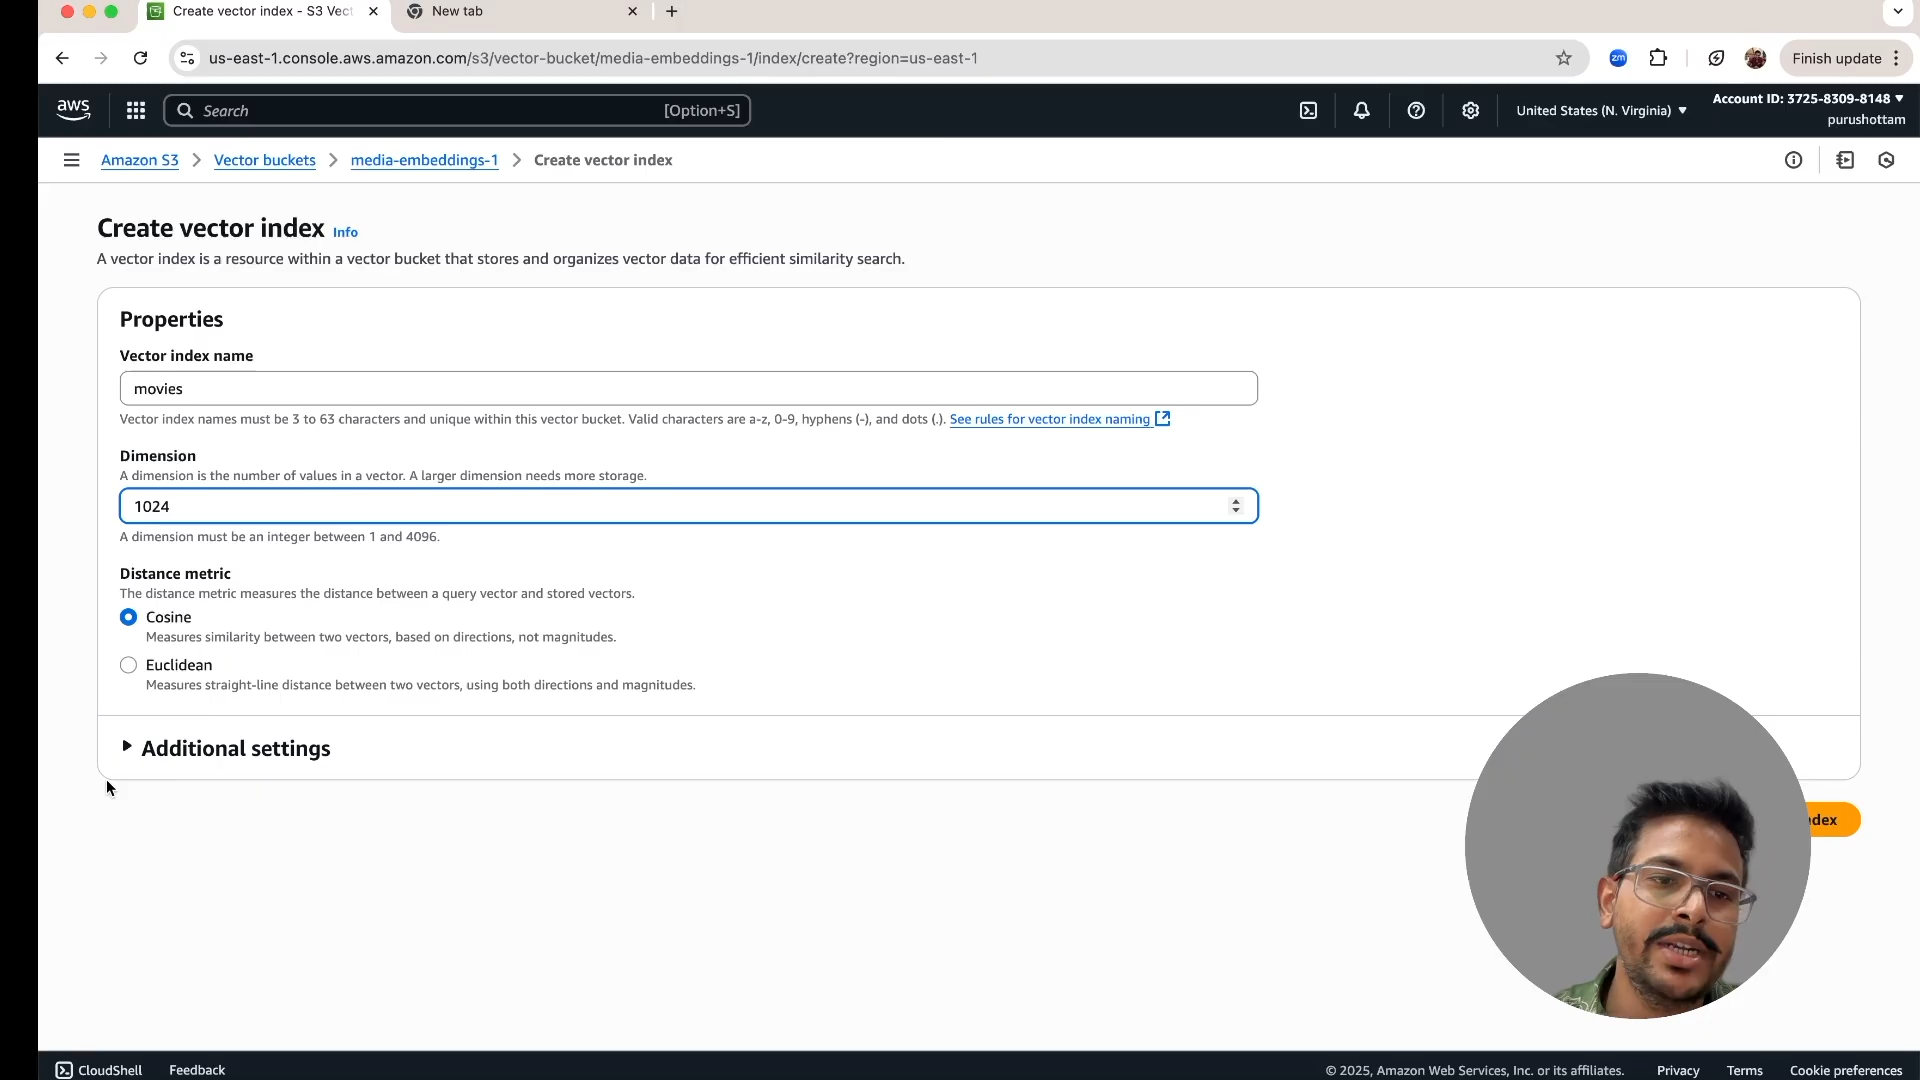 Create vector index - S3 Vect
New tab
us-east-1.console.aws.amazon.com/s3/vector-bucket/media-embeddings-1/index/create?region=us-east-1
zm
Finish update
aws
Search
[Option+S]
United States (N. Virginia)
Account ID: 3725-8309-8148
purushottam
Amazon S3
Vector buckets
media-embeddings-1
Create vector index
Create vector index Info
A vector index is a resource within a vector bucket that stores and organizes vector data for efficient similarity search.
Properties
Vector index name
movies
Vector index names must be 3 to 63 characters and unique within this vector bucket. Valid characters are a-z, 0-9, hyphens (-), and dots (.). See rules for vector index naming
Dimension
A dimension is the number of values in a vector. A larger dimension needs more storage.
1024
A dimension must be an integer between 1 and 4096.
Distance metric
The distance metric measures the distance between a query vector and stored vectors.
Cosine
Measures similarity between two vectors, based on directions, not magnitudes.
Euclidean
Measures straight-line distance between two vectors, using both directions and magnitudes.
Additional settings
CloudShell
Feedback
© 2025, Amazon Web Services, Inc. or its affiliates.
Privacy
Terms
Cookie preferences